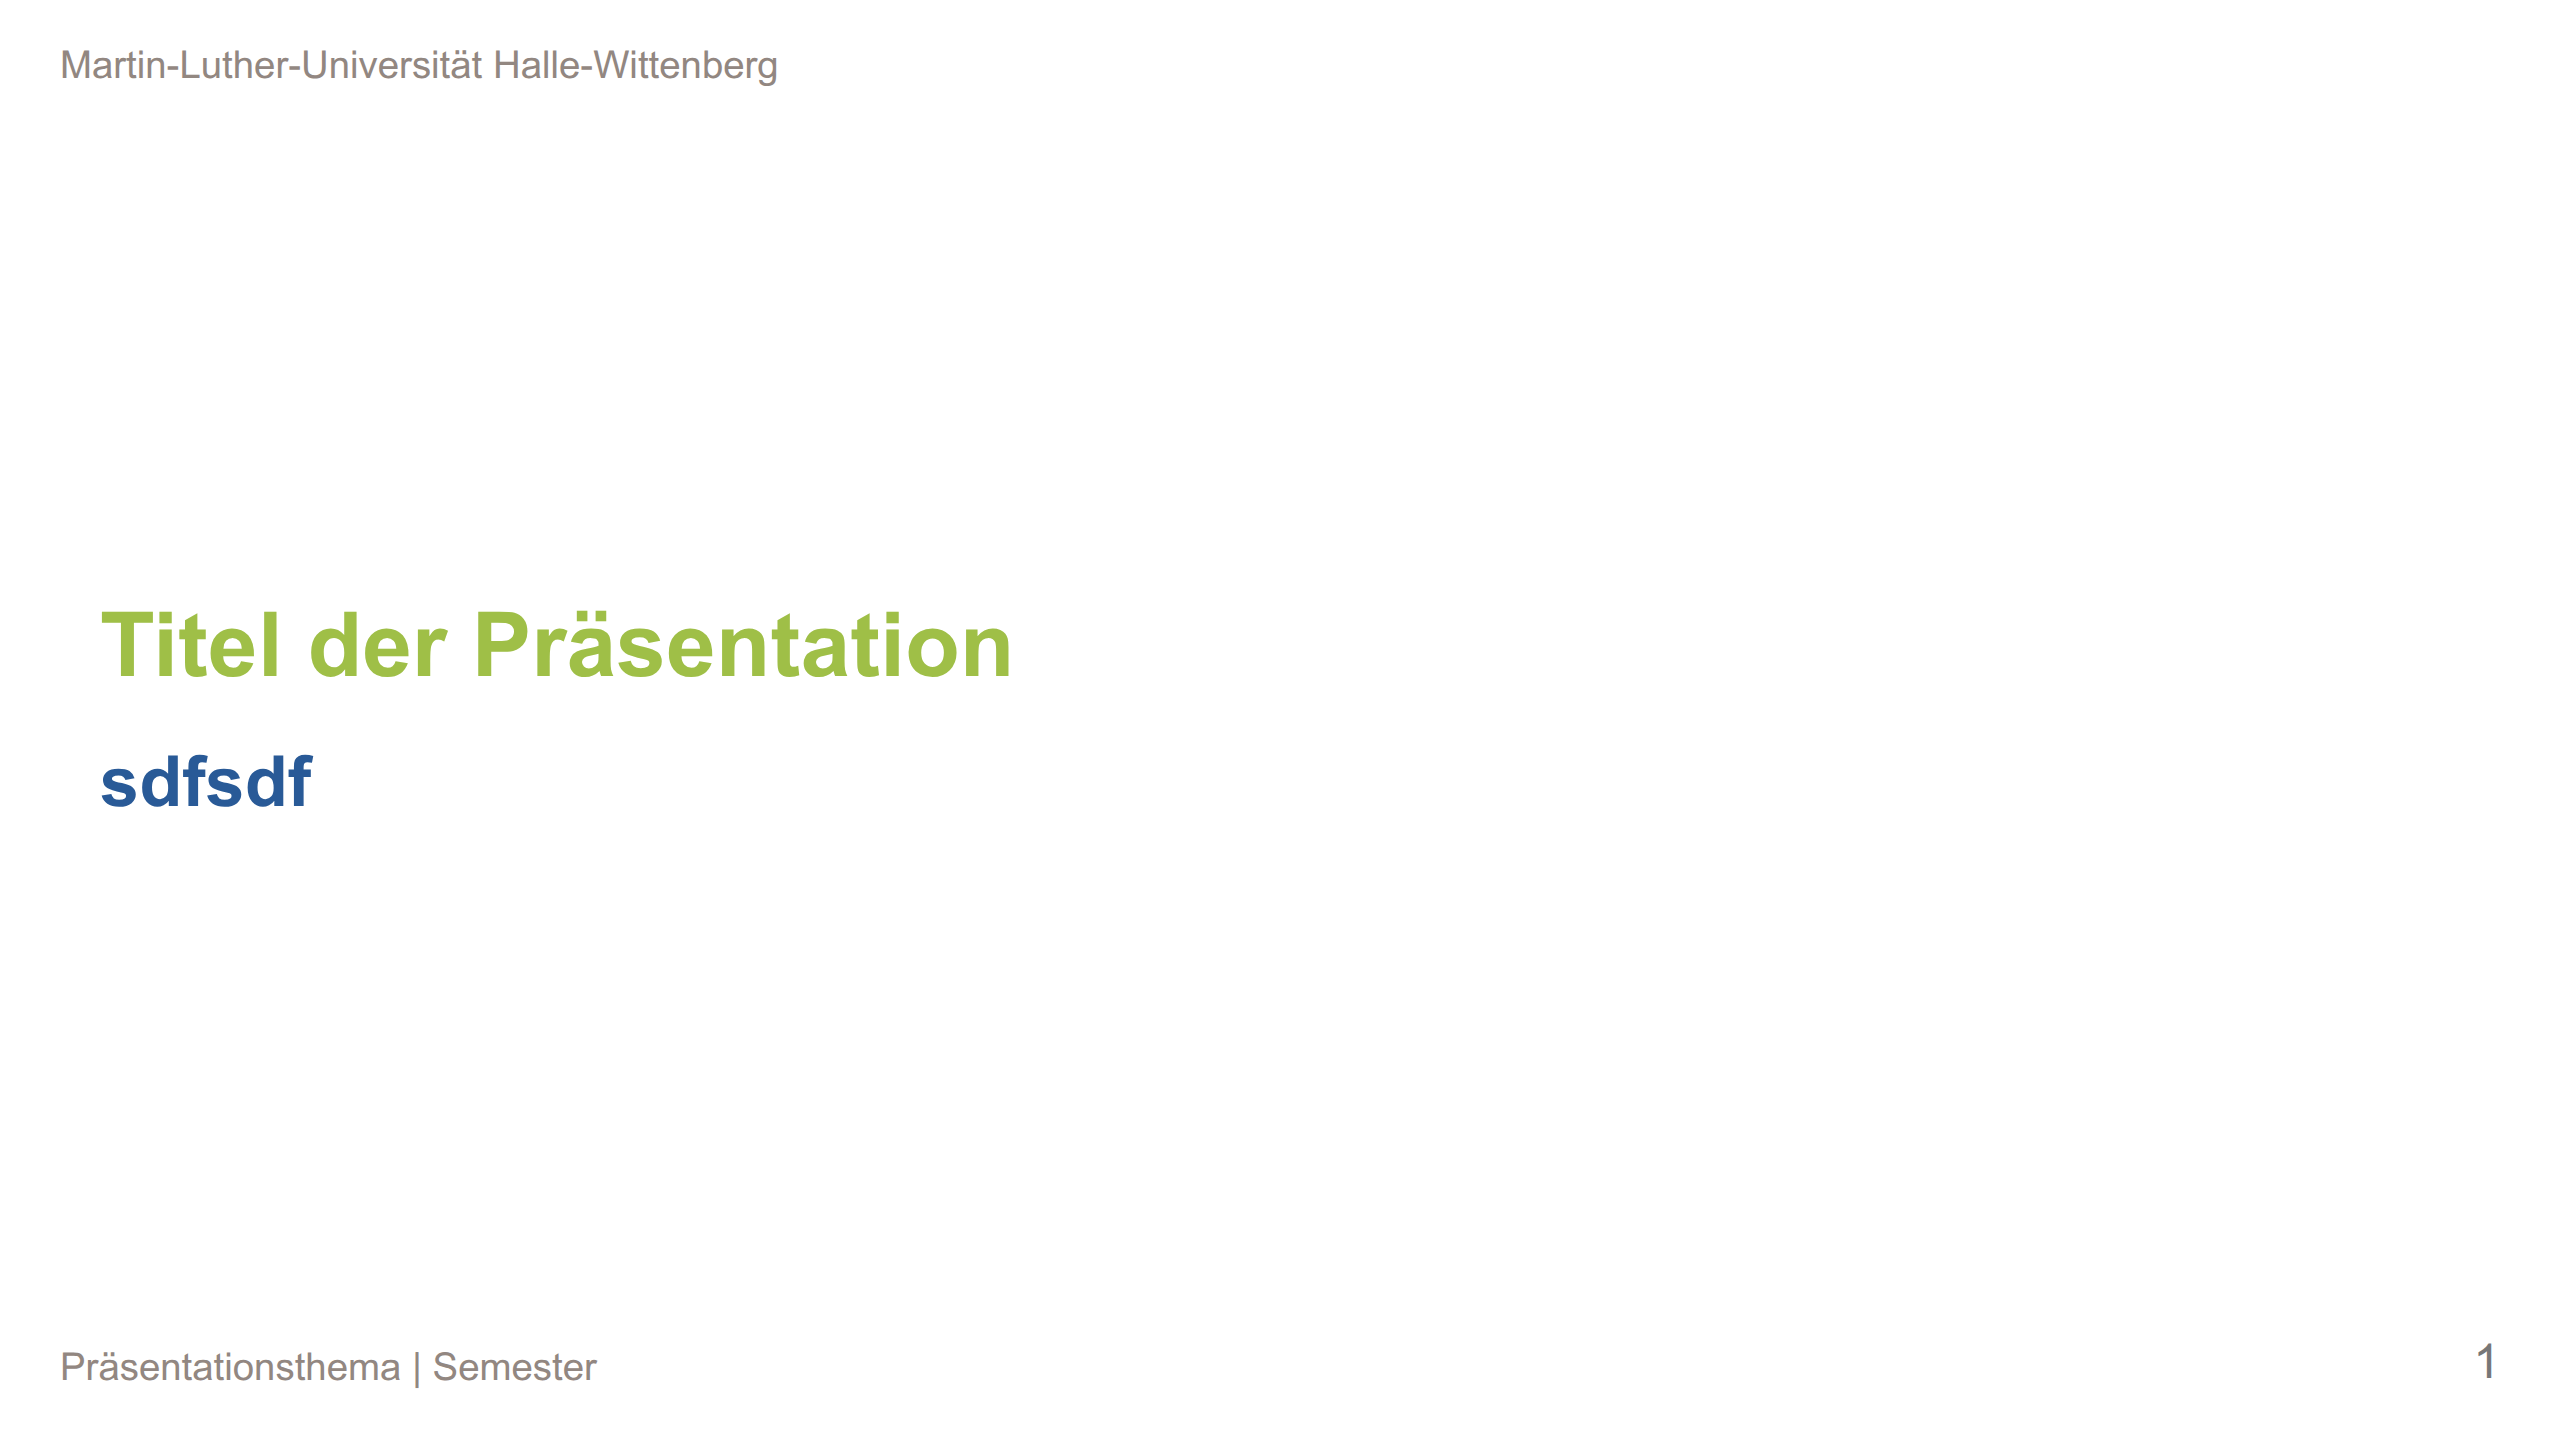 Martin-Luther-Universität Halle-Wittenberg
Titel der Präsentation
sdfsdf
Präsentationsthema | Semester
1